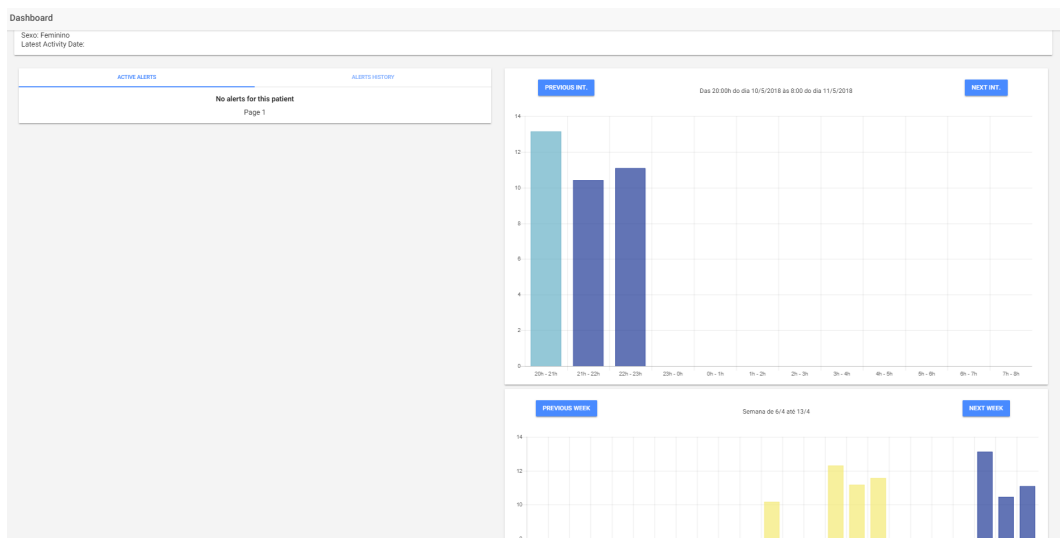 Dashboard
Sexo: Feminino
Latest Activity Date:
ACTIVE ALERTS
ALERTS HISTORY
No alerts for this patient
Page 1
PREVIOUS INT.
Das 20:00h do dia 10/5/2018 às 8:00 do dia 11/5/2018
NEXT INT.
14
12
10
8
6
4
2
0
20h - 21h
21h - 22h
22h - 23h
23h - 0h
0h - 1h
1h - 2h
2h - 3h
3h - 4h
4h - 5h
5h - 6h
6h - 7h
7h - 8h
PREVIOUS WEEK
Semana de 6/4 até 13/4
NEXT WEEK
14
12
10